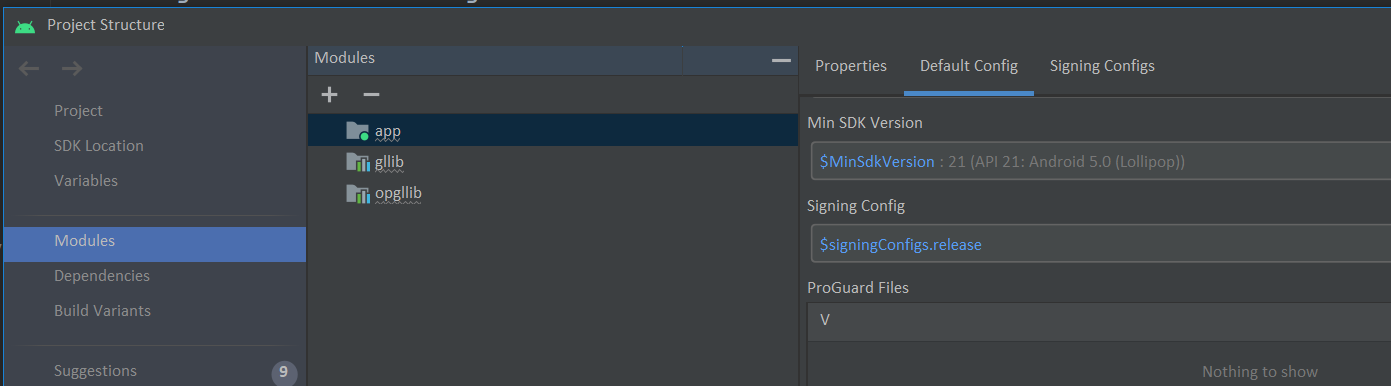 Project Structure
Project
SDK Location
Variables
Modules
Dependencies
Build Variants
Suggestions
9
Modules
app
gllib
opgllib
Properties
Default Config
Signing Configs
Min SDK Version
$MinSdkVersion : 21 (API 21: Android 5.0 (Lollipop))
Signing Config
$signingConfigs.release
ProGuard Files
V
Nothing to show